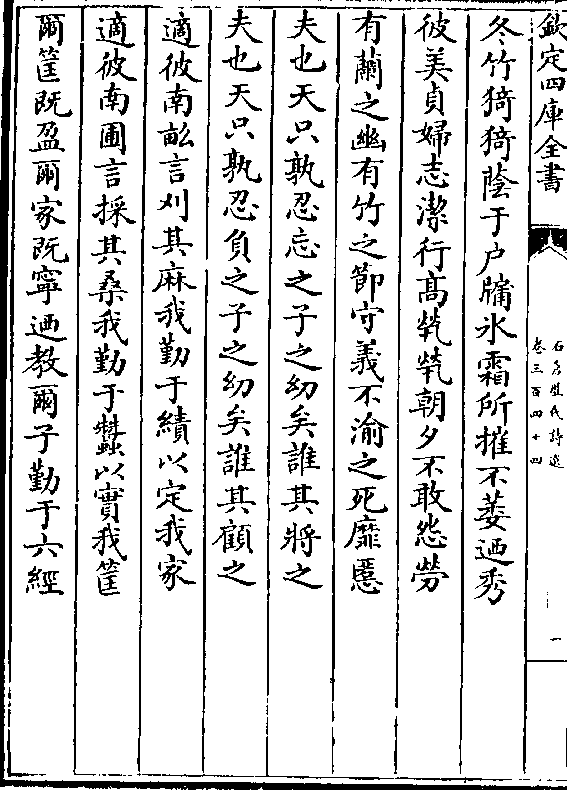 欽定四庫全書
石倉歷代詩選
卷三百四十四
一
冬竹猗猗蔭于户牖氷霜所摧不萎迺秀
彼美貞婦志潔行髙煢煢朝夕不敢怨勞
有蘭之幽有竹之節守義不渝之死靡慝
夫也天只孰忍忘之子之幼矣誰其將之
夫也天只孰忍負之子之幼矣誰其顧之
適彼南畝言刈其麻我勤于績以定我家
適彼南圃言採其桑我勤于蠶以實我筐
爾筐既盈爾家既寧迺教爾子勤于六經